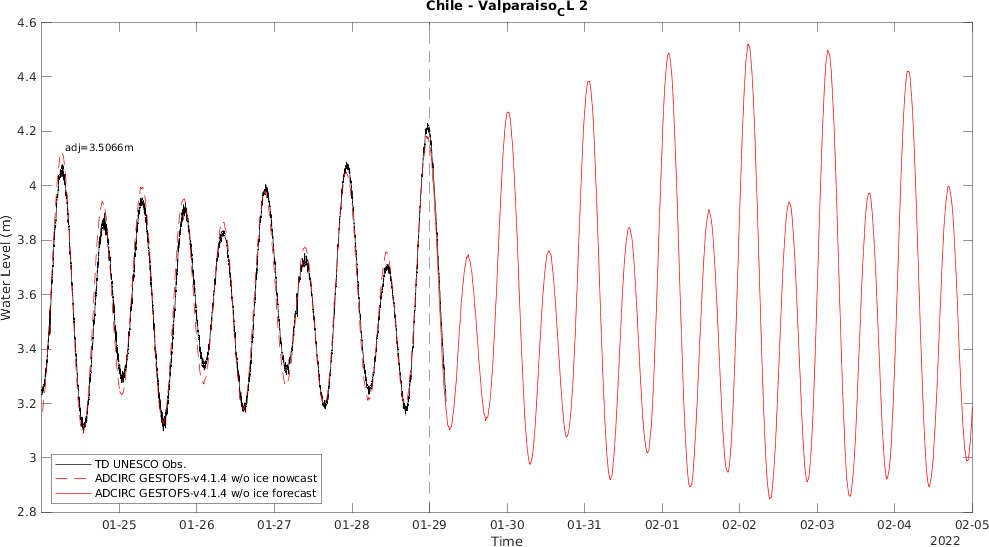 Chile - Valparaiso_CL 2
4.6
4.4
4.2
4
3.8
3.6
3.4
3.2
3
2.8
Water Level (m)
adj=3.5066m
TD UNESCO Obs.
ADCIRC GESTOFS-v4.1.4 w/o ice nowcast
ADCIRC GESTOFS-v4.1.4 w/o ice forecast
01-25 01-26 01-27 01-28 01-29 01-30 01-31 02-01 02-02 02-03 02-04 02-05
Time
2022